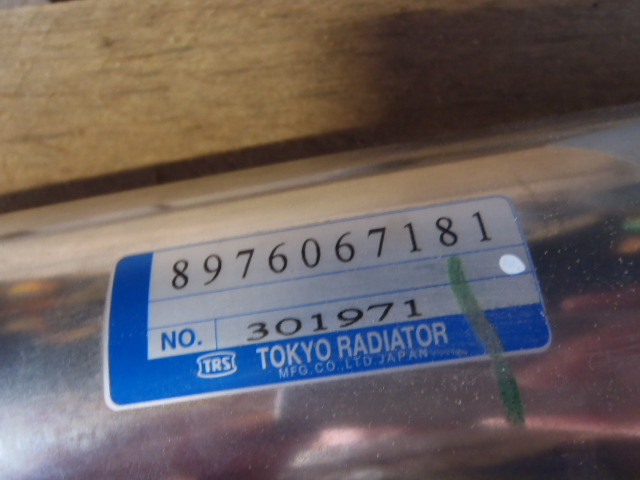 8976067181
NO. 301971
TRS TOKYO RADIATOR
MFG.CO.,LTD.JAPAN